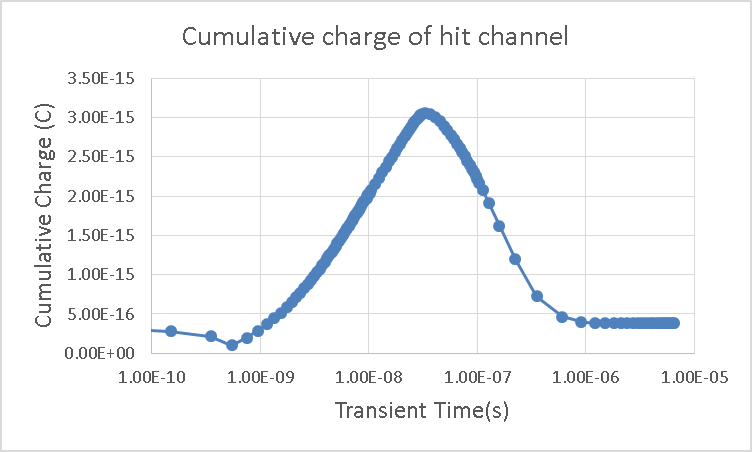 Cumulative charge of hit channel
3.50E-15
3.00E-15
2.50E-15
2.00E-15
1.50E-15
1.00E-15
5.00E-16
0.00E+00
Cumulative Charge (C)
1.00E-10 1.00E-09 1.00E-08 1.00E-07 1.00E-06 1.00E-05
Transient Time(s)